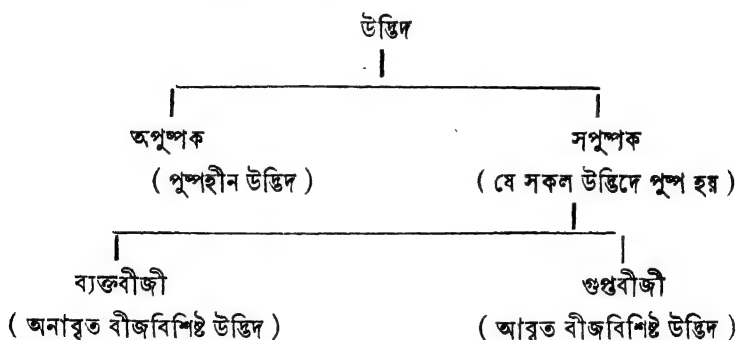 উদ্ভিদ
অপুষ্পক সপুষ্পক
( পুষ্পহীন উদ্ভিদ ) ( যে সকল উদ্ভিদে পুষ্প হয় )
ব্যক্তবীজী গুপ্তবীজী
( অনাবৃত বীজবিশিষ্ট উদ্ভিদ ) ( আবৃত বীজবিশিষ্ট উদ্ভিদ )